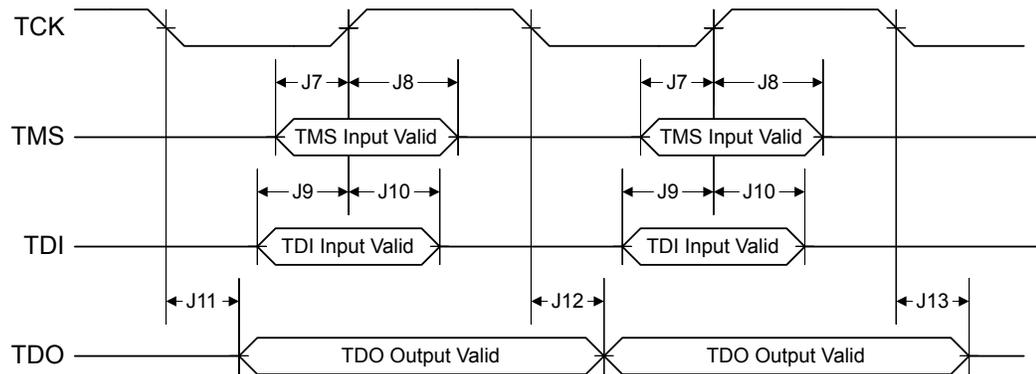 TCK
J7 J8 J7 J8
TMS TMS Input Valid TMS Input Valid
J9 J10 J9 J10
TDI TDI Input Valid TDI Input Valid
J11 J12 J13
TDO TDO Output Valid TDO Output Valid